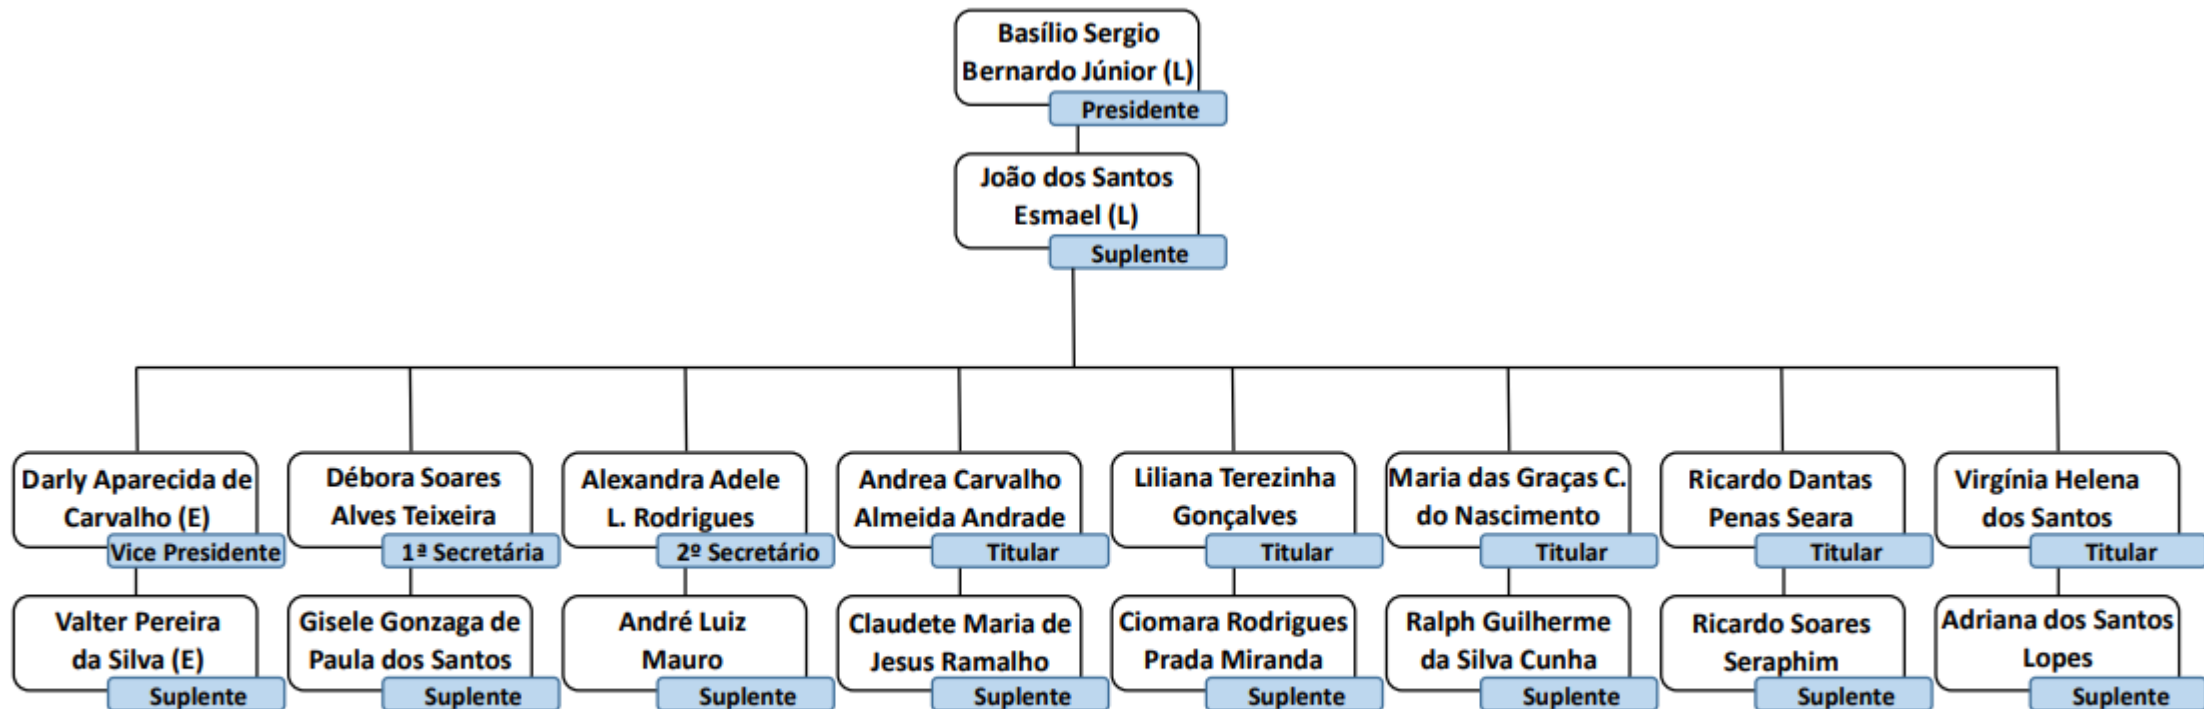 Basílio Sergio
Bernardo Júnior (L)
Presidente
João dos Santos
Esmael (L)
Suplente
Darly Aparecida de
Carvalho (E)
Vice Presidente
Débora Soares
Alves Teixeira
1ª Secretária
Alexandra Adele
L. Rodrigues
2º Secretário
Andrea Carvalho
Almeida Andrade
Titular
Liliana Terezinha
Gonçalves
Titular
Maria das Graças C.
do Nascimento
Titular
Ricardo Dantas
Penas Seara
Titular
Virgínia Helena
dos Santos
Titular
Valter Pereira
da Silva (E)
Suplente
Gisele Gonzaga de
Paula dos Santos
Suplente
André Luiz
Mauro
Suplente
Claudete Maria de
Jesus Ramalho
Suplente
Ciomara Rodrigues
Prada Miranda
Suplente
Ralph Guilherme
da Silva Cunha
Suplente
Ricardo Soares
Seraphim
Suplente
Adriana dos Santos
Lopes
Suplente